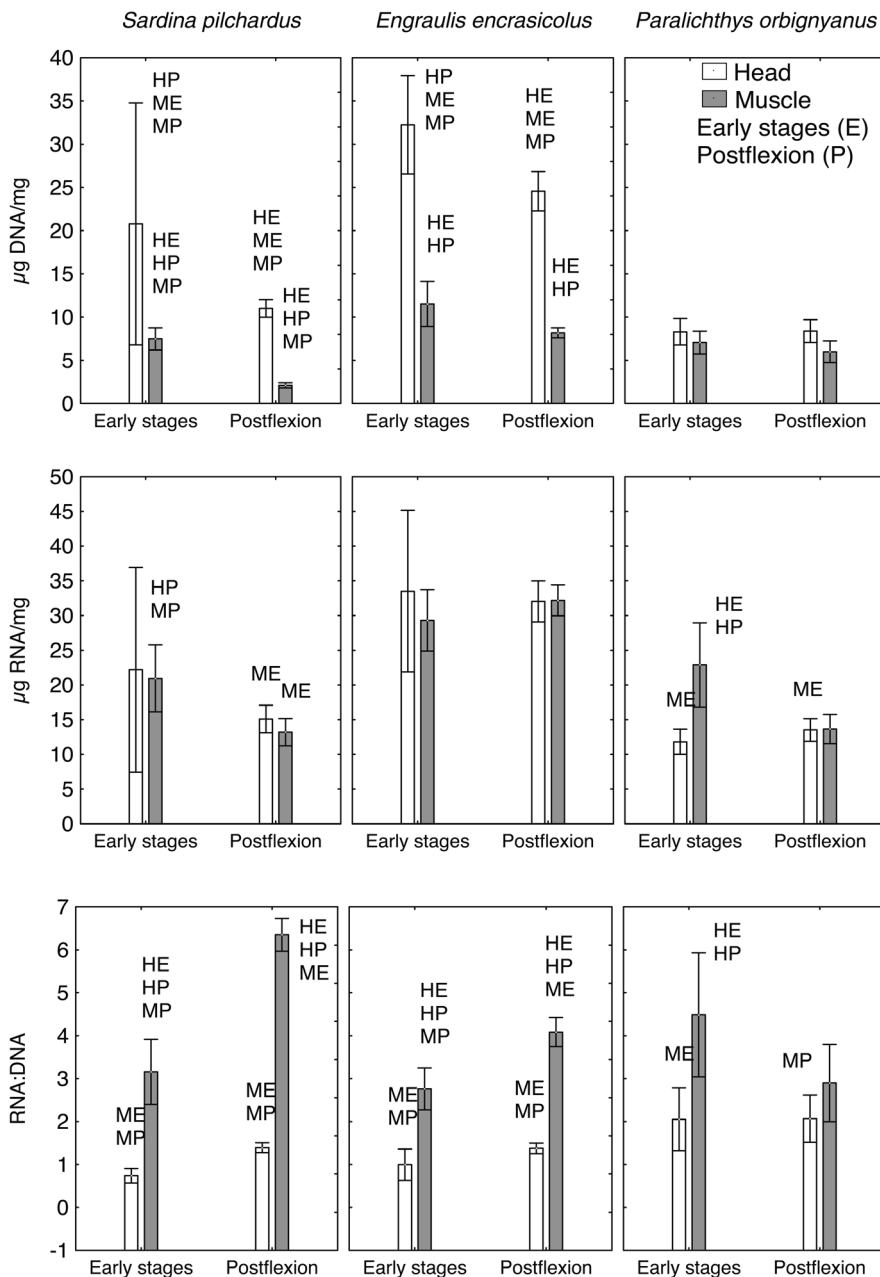 Sardina pilchardus
Engraulis encrasicolus
Paralichthys orbignyanus
µg DNA/mg
40
35
30
25
20
15
10
5
0
HP
ME
MP
HE
HP
MP
HE
ME
MP
HE
HP
MP
Early stages
Postflexion
HP
ME
MP
HE
HP
HE
ME
MP
HE
HP
Early stages
Postflexion
Head
Muscle
Early stages (E)
Postflexion (P)
Early stages
Postflexion
µg RNA/mg
50
45
40
35
30
25
20
15
10
5
0
HP
MP
ME
ME
Early stages
Postflexion
Early stages
Postflexion
ME
HE
HP
ME
Early stages
Postflexion
RNA:DNA
7
6
5
4
3
2
1
0
-1
ME
MP
HE
HP
MP
ME
MP
HE
HP
ME
Early stages
Postflexion
ME
MP
HE
HP
MP
ME
MP
HE
HP
ME
Early stages
Postflexion
ME
HE
HP
MP
Early stages
Postflexion